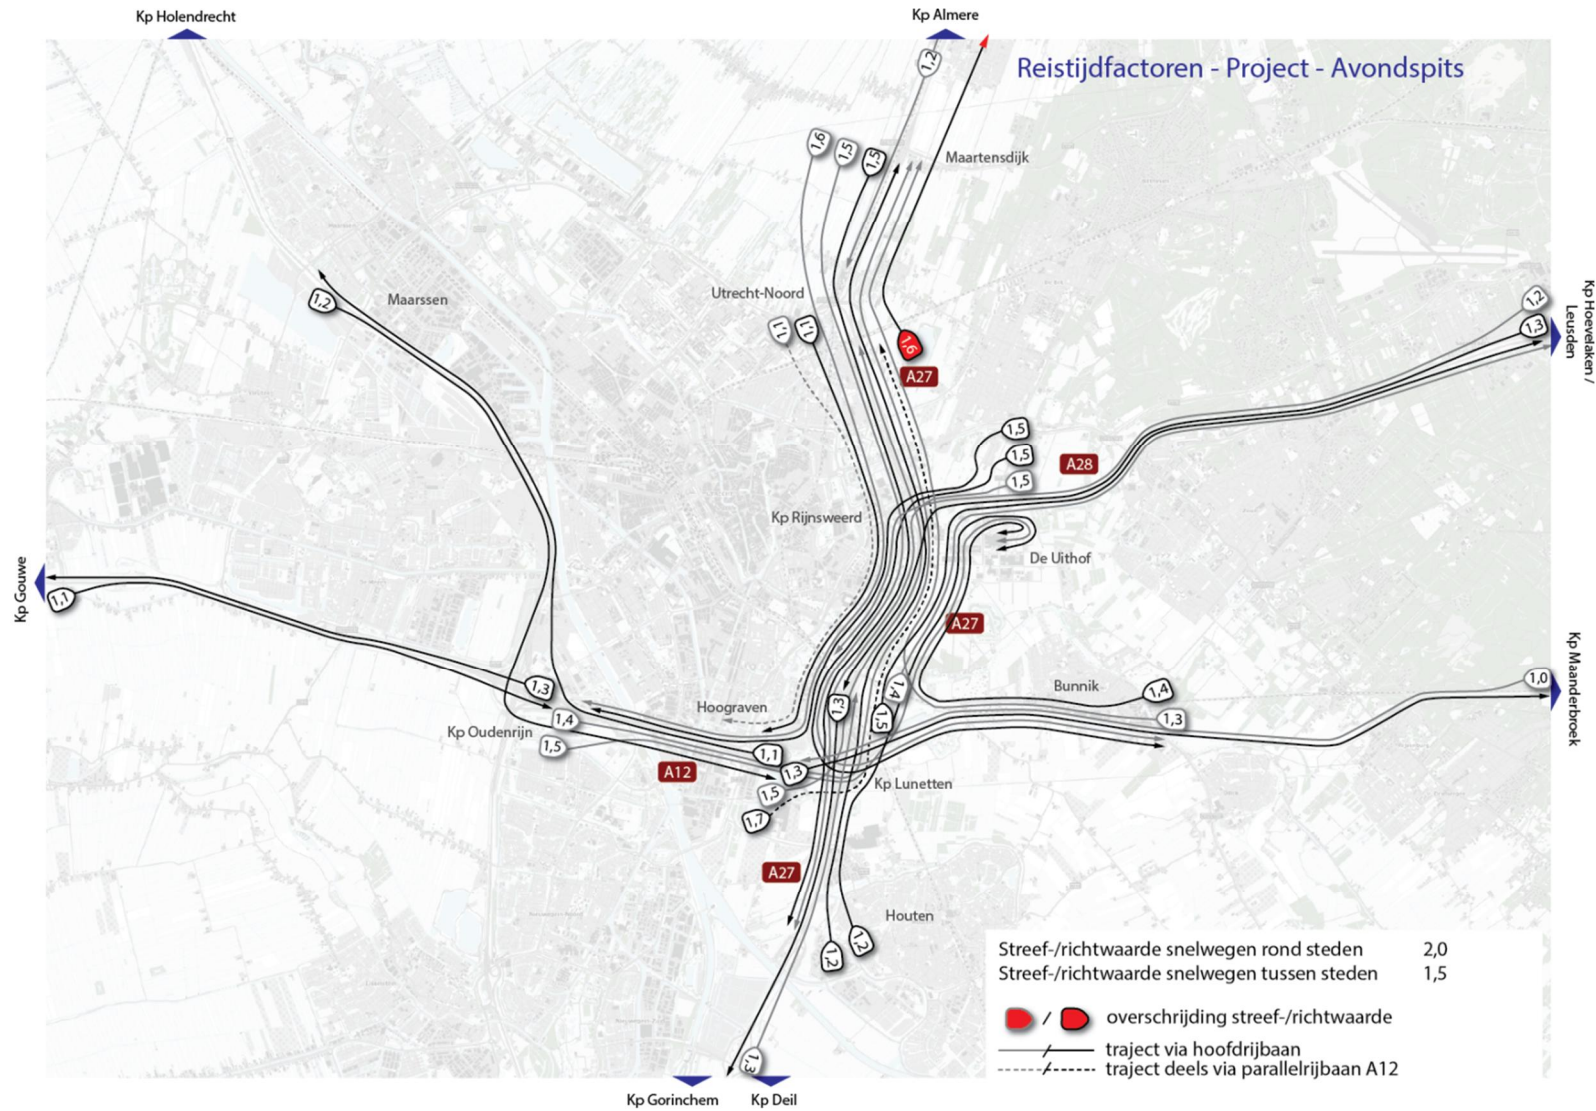 Kp Holendrecht
Kp Almere
Reistijdfactoren - Project - Avondspits
1,2
1,6
1,5
1,5
Maartensdijk
Utrecht-Noord
Maarssen
1,2
1,1
1,1
1,6
A27
1,2
1,3
Kp Hoevelaken /
Leusden
1,5
1,5
1,5
A28
Kp Rijnsweerd
De Uithof
Kp Gouwe
1,1
A27
1,3
1,4
1,5
Kp Oudenrijn
Hoograven
1,3
1,4
1,5
Bunnik
1,4
1,3
1,0
Kp Maanderbroek
A12
1,1
1,3
1,5
1,7
Kp Lunetten
A27
Houten
1,2
1,2
1,3
Kp Gorinchem
Kp Deil
Streef-/richtwaarde snelwegen rond steden 2,0
Streef-/richtwaarde snelwegen tussen steden 1,5
/ overschrijding streef-/richtwaarde
traject via hoofdrijbaan
traject deels via parallelrijbaan A12